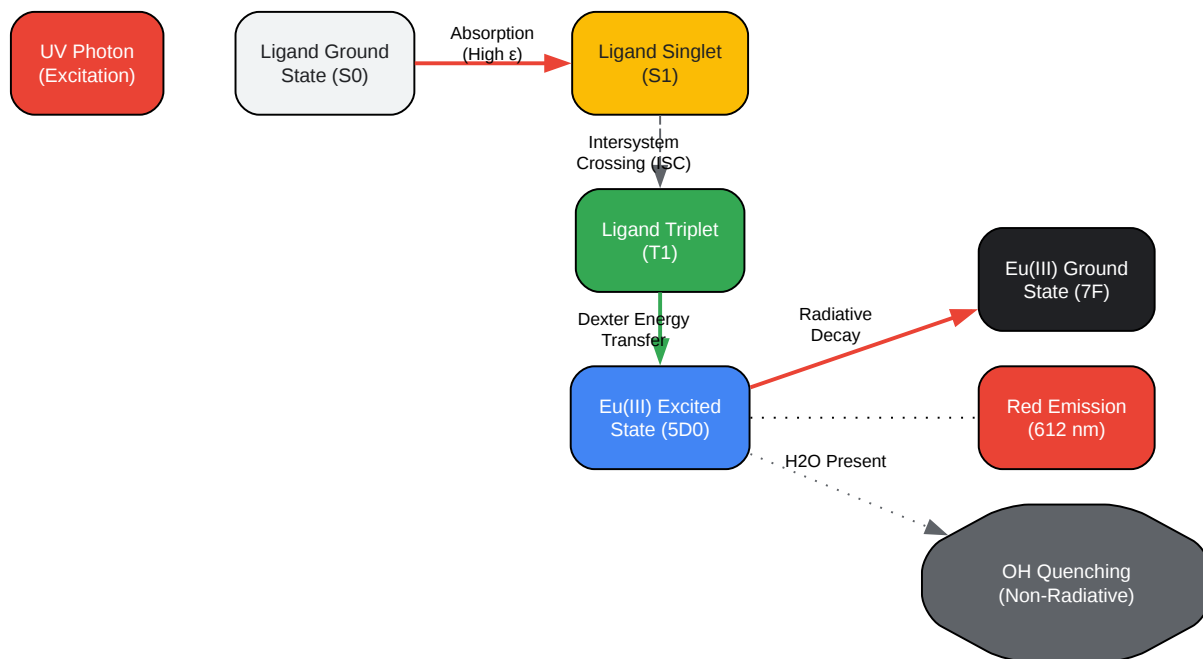 UV Photon
(Excitation)
Ligand Ground
State (S0)
Absorption
(High ε)
Ligand Singlet
(S1)
Intersystem
Crossing (ISC)
Ligand Triplet
(T1)
Dexter Energy
Transfer
Eu(III) Excited
State (5D0)
Radiative
Decay
Eu(III) Ground
State (7F)
Red Emission
(612 nm)
H2O Present
OH Quenching
(Non-Radiative)